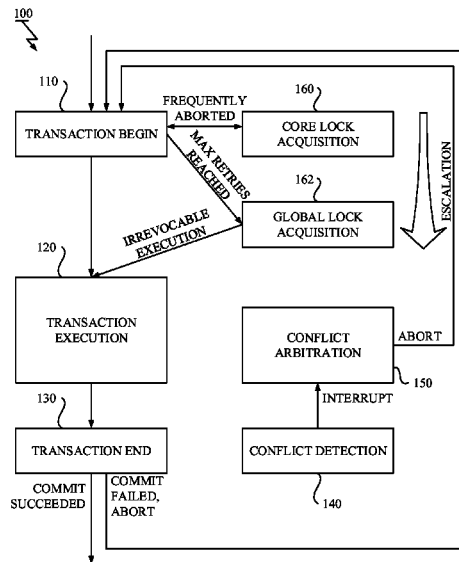 100
110
160
FREQUENTLY
ABORTED
TRANSACTION BEGIN
CORE LOCK
ACQUISITION
MAX RETRIES
REACHED
162
GLOBAL LOCK
ACQUISITION
ESCALATION
IRREVOCABLE
EXECUTION
120
TRANSACTION
EXECUTION
CONFLICT
ARBITRATION
ABORT
150
INTERRUPT
130
TRANSACTION END
CONFLICT DETECTION
140
COMMIT
SUCCEEDED
COMMIT
FAILED,
ABORT